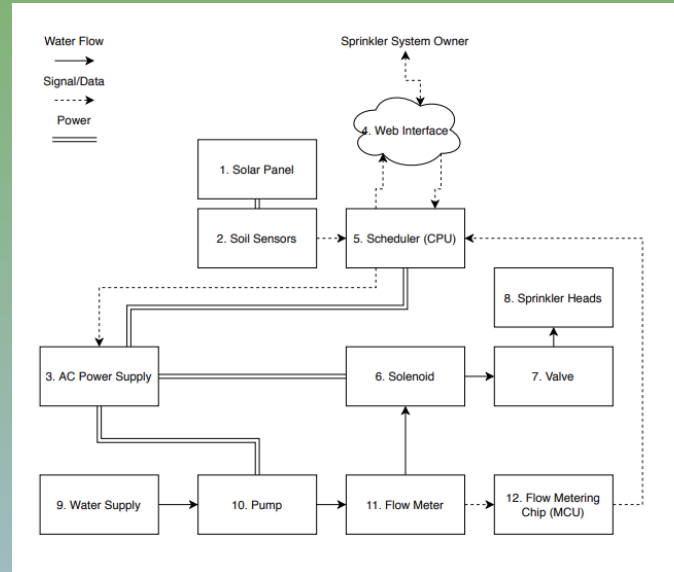 Water Flow
Signal/Data
Power
Sprinkler System Owner
4. Web Interface
1. Solar Panel
2. Soil Sensors
5. Scheduler (CPU)
8. Sprinkler Heads
3. AC Power Supply
6. Solenoid
7. Valve
9. Water Supply
10. Pump
11. Flow Meter
12. Flow Metering
Chip (MCU)